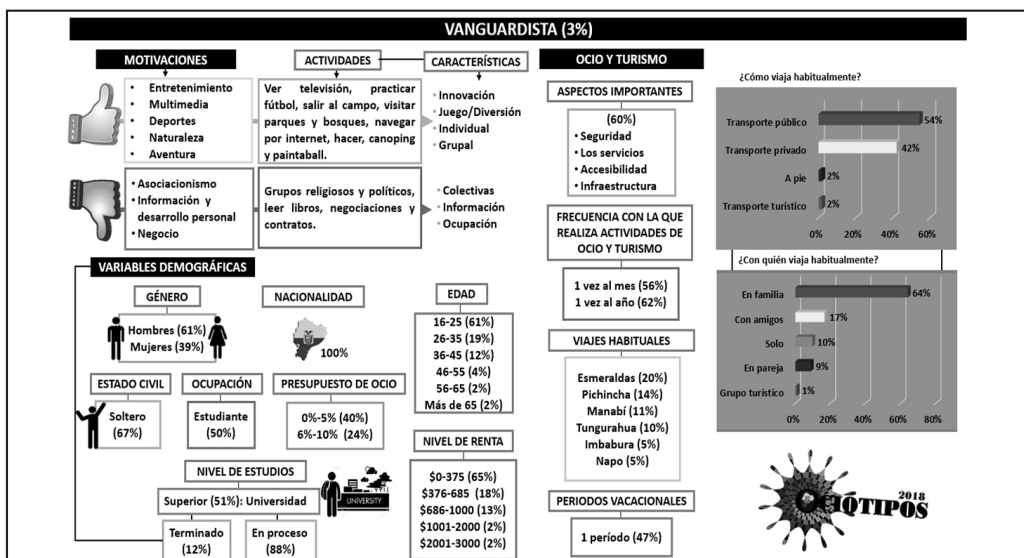 VANGUARDISTA (3%)
MOTIVACIONES
• Entretenimiento
• Multimedia
• Deportes
• Naturaleza
• Aventura
ACTIVIDADES
Ver televisión, practicar
fútbol, salir al campo, visitar
parques y bosques, navegar
por internet, hacer, canoping
y paintaball.
CARACTERÍSTICAS
• Innovación
• Juego/Diversión
• Individual
• Grupal
LIKE
• Asociacionismo
• Información y
desarrollo personal
• Negocio
Grupos religiosos y políticos,
leer libros, negociaciones y
contratos.
• Colectivas
• Información
• Ocupación
VARIABLES DEMOGRÁFICAS
GÉNERO
Hombres (61%)
Mujeres (39%)
NACIONALIDAD
100%
EDAD
16-25 (61%)
26-35 (19%)
36-45 (12%)
46-55 (4%)
56-65 (2%)
Más de 65 (2%)
ESTADO CIVIL
Soltero
(67%)
OCUPACIÓN
Estudiante
(50%)
PRESUPUESTO DE OCIO
0%-5% (40%)
6%-10% (24%)
NIVEL DE ESTUDIOS
Superior (51%): Universidad
Terminado
(12%)
En proceso
(88%)
UNIVERSITY
NIVEL DE RENTA
$0-375 (65%)
$376-685 (18%)
$686-1000 (13%)
$1001-2000 (2%)
$2001-3000 (2%)
OCIO Y TURISMO
ASPECTOS IMPORTANTES
(60%)
• Seguridad
• Los servicios
• Accesibilidad
• Infraestructura
FRECUENCIA CON LA QUE
REALIZA ACTIVIDADES DE
OCIO Y TURISMO
1 vez al mes (56%)
1 vez al año (62%)
VIAJES HABITUALES
Esmeraldas (20%)
Pichincha (14%)
Manabí (11%)
Tungurahua (10%)
Imbabura (5%)
Napo (5%)
PERIODOS VACACIONALES
1 período (47%)
¿Cómo viaja habitualmente?
Transporte público 54%
Transporte privado 42%
A pie 2%
Transporte turístico 2%
0% 20% 40% 60%
¿Con quién viaja habitualmente?
En familia 64%
Con amigos 17%
Solo 10%
En pareja 9%
Grupo turístico 1%
0% 20% 40% 60% 80%
2018
IOTIPOS